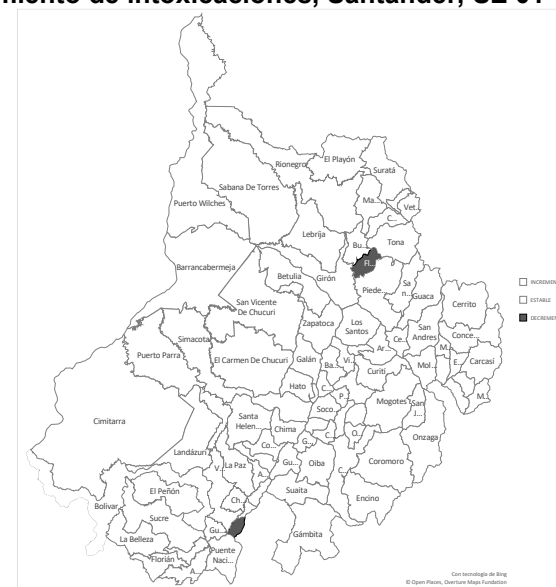 miento de intoxicaciones, Santander, SE 01
El Playón
Rionegro
Suratá
Sabana De Torres
Ma...
Vet...
Puerto Wilches
C...
Lebrija
Bu...
Tona
Fl...
Barrancabermeja
Betulia
Girón
Piede...
Sa
n...
Guaca
Cerrito
San Vicente
De Chucurí
INCREMEN
ESTABLE
DECREMEN
Zapatoca
Los
Santos
San
Andres
Conce...
Simacota
Ce...
Ar...
M...
Puerto Parra
El Carmen De Chucurí
Galán
Ba...
Vi...
Curití
Mol...
E...
Carcasí
Hato
C...
P...
Mogotes
San
J...
M...
Cimitarra
Santa
Helen...
Chima
Soco...
Co...
G...
C...
O...
Onzaga
Landázuri
V...
La Paz
A...
Gu...
Oiba
C...
Coromoro
El Peñón
Suaita
Encino
Bolívar
Ch...
Sucre
Gu...
La Belleza
Gámbita
Florián
A...
Puente
Naci...
Con tecnología de Bing
© Open Places, Overture Maps Fundation